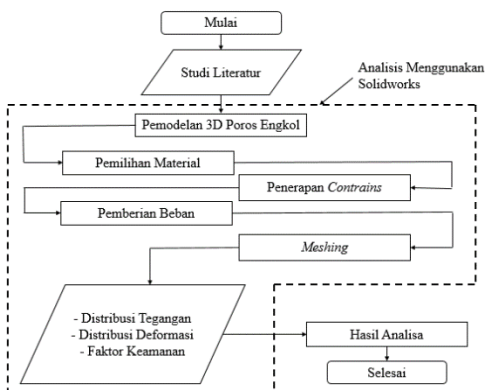 Mulai
Studi Literatur
Analisis Menggunakan
Solidworks
Pemodelan 3D Poros Engkol
Pemilihan Material
Penerapan Contrains
Pemberian Beban
Meshing
- Distribusi Tegangan
- Distribusi Deformasi
- Faktor Keamanan
Hasil Analisa
Selesai